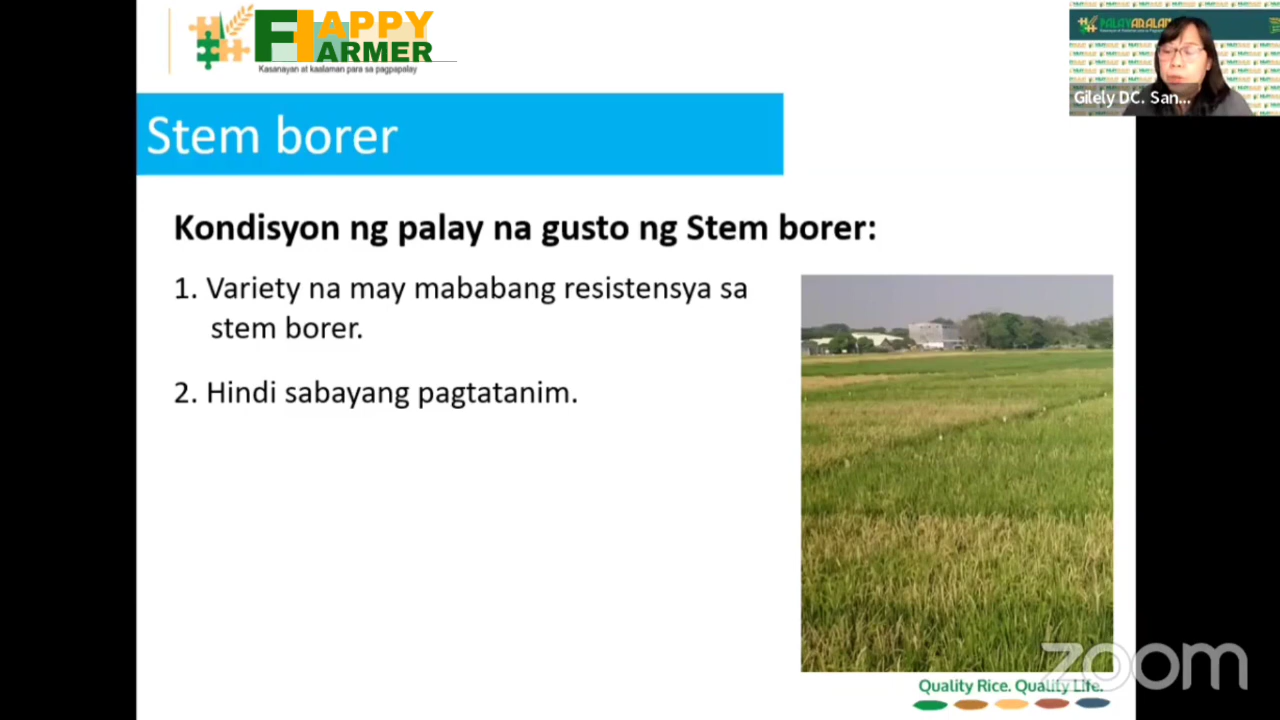 HAPPY
FARMER
Kasanayan at kaalaman para sa pagpapalay
PALAYARALAN
Gilely DC. San...
Stem borer
Kondisyon ng palay na gusto ng Stem borer:
1. Variety na may mababang resistensya sa
stem borer.
2. Hindi sabayang pagtatanim.
zoom
Quality Rice. Quality Life.